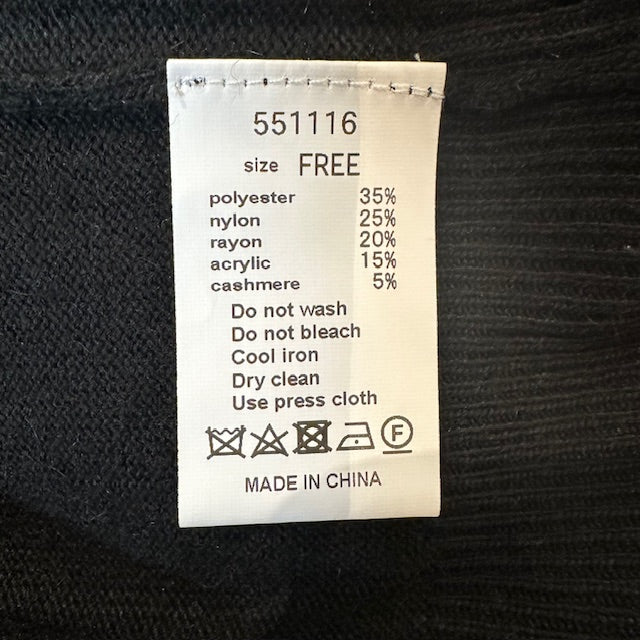 551116
size FREE
polyester 35%
nylon 25%
rayon 20%
acrylic 15%
cashmere 5%
Do not wash
Do not bleach
Cool iron
Dry clean
Use press cloth
F
MADE IN CHINA